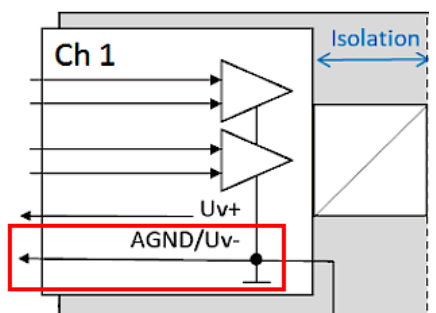 Isolation
Ch 1
Uv+
AGND/Uv-